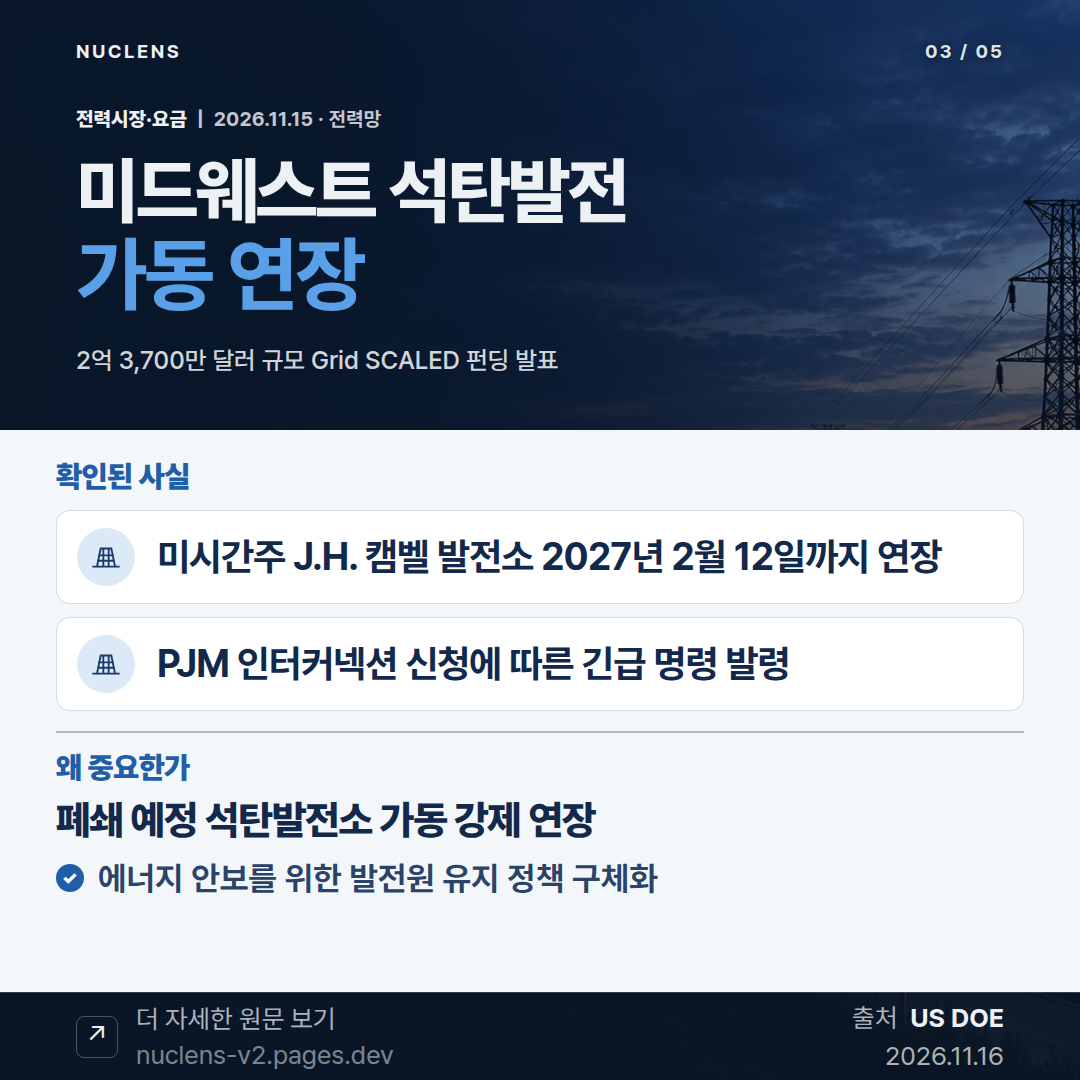 NUCLENS
03 / 05
전력시장·요금 | 2026.11.15 · 전력망
미드웨스트 석탄발전
가동 연장
2억 3,700만 달러 규모 Grid SCALED 펀딩 발표
확인된 사실
미시간주 J.H. 캠벨 발전소 2027년 2월 12일까지 연장
PJM 인터커넥션 신청에 따른 긴급 명령 발령
왜 중요한가
폐쇄 예정 석탄발전소 가동 강제 연장
에너지 안보를 위한 발전원 유지 정책 구체화
더 자세한 원문 보기
nuclens-v2.pages.dev
출처 US DOE
2026.11.16